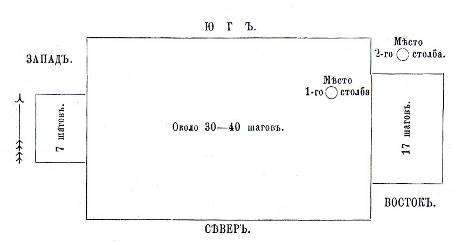 Ю Г Ъ.
Мѣсто
2-го столба.
ЗАПАДЪ.
Мѣсто
1-го столба
7 шаговъ.
Около 30—40 шаговъ.
17 шаговъ.
ВОСТОКЪ.
СѢВЕРЪ.